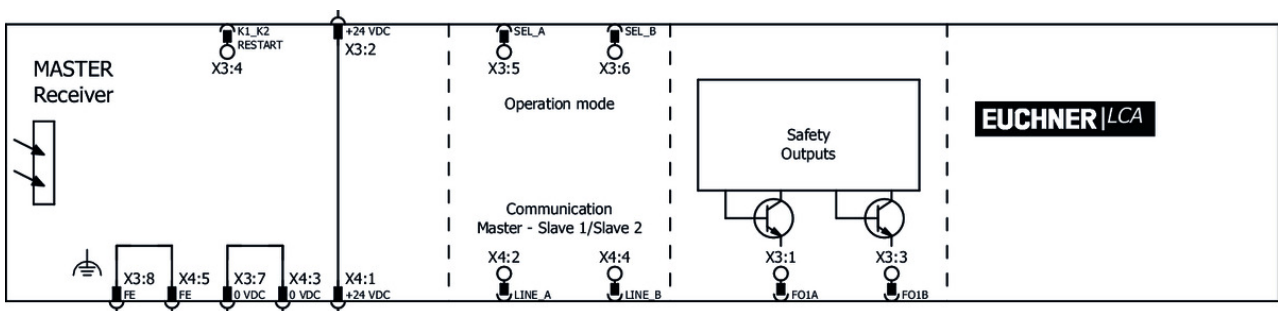 K1_K2
RESTART
X3:4
+24 VDC
X3:2
SEL_A
X3:5
SEL_B
X3:6
MASTER
Receiver
Operation mode
EUCHNER|LCA
Safety
Outputs
Communication
Master - Slave 1/Slave 2
X4:2
LINE_A
X4:4
LINE_B
X3:1
FO1A
X3:3
FO1B
X3:8
FE
X4:5
FE
X3:7
0 VDC
X4:3
0 VDC
X4:1
+24 VDC